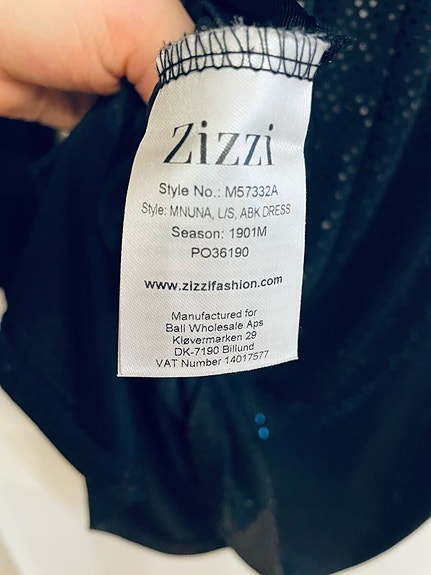 Zizzi
Style No.: M57332A
Style: MNUNA, L/S, ABK DRESS
Season: 1901M
PO36190
www.zizzifashion.com
Manufactured for
Ball Wholesale Aps
Kløvermarken 29
DK-7190 Billund
VAT Number 14017577